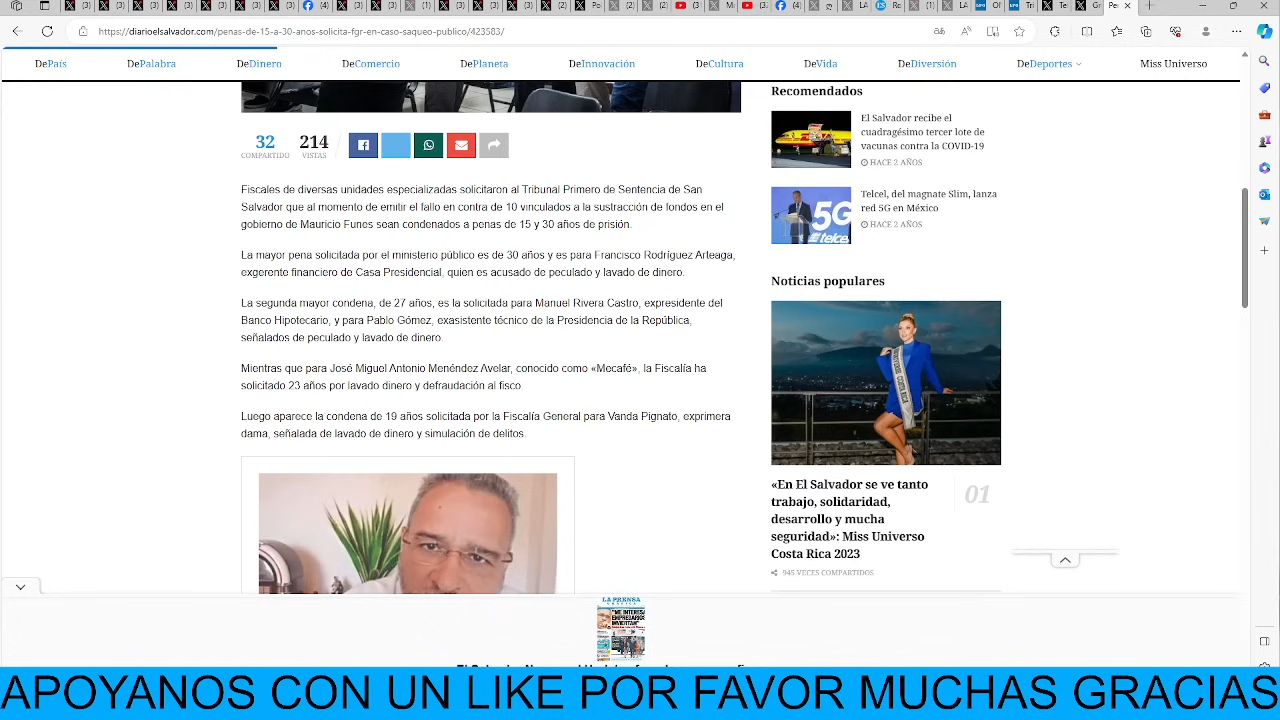 https://diarioelsalvador.com/penas-de-15-a-30-anos-solicita-fgr-en-caso-saqueo-publico/423583/
DePaís DePalabra DeDinero DeComercio DePlaneta DeInnovación DeCultura DeVida DeDiversión DeDeportes Miss Universo
32
COMPARTIDO
214
VISTAS
Fiscales de diversas unidades especializadas solicitaron al Tribunal Primero de Sentencia de San
Salvador que al momento de emitir el fallo en contra de 10 vinculados a la sustracción de fondos en el
gobierno de Mauricio Funes sean condenados a penas de 15 y 30 años de prisión.
La mayor pena solicitada por el ministerio público es de 30 años y es para Francisco Rodríguez Arteaga,
exgerente financiero de Casa Presidencial, quien es acusado de peculado y lavado de dinero.
La segunda mayor condena, de 27 años, es la solicitada para Manuel Rivera Castro, expresidente del
Banco Hipotecario, y para Pablo Gómez, exasistente técnico de la Presidencia de la República,
señalados de peculado y lavado de dinero.
Mientras que para José Miguel Antonio Menéndez Avelar, conocido como «Mecafé», la Fiscalía ha
solicitado 23 años por lavado dinero y defraudación al fisco.
Luego aparece la condena de 19 años solicitada por la Fiscalía General para Vanda Pignato, exprimera
dama, señalada de lavado de dinero y simulación de delitos.
Recomendados
El Salvador recibe el
cuadragésimo tercer lote de
vacunas contra la COVID-19
HACE 2 AÑOS
Telcel, del magnate Slim, lanza
red 5G en México
HACE 2 AÑOS
5G
telcel
Noticias populares
«En El Salvador se ve tanto
trabajo, solidaridad,
desarrollo y mucha
seguridad»: Miss Universo
Costa Rica 2023
01
945 VECES COMPARTIDOS
LA PRENSA
"ME INTERESA
EMPRESARIOS
INVIERTAN"
APOYANOS CON UN LIKE POR FAVOR MUCHAS GRACIAS